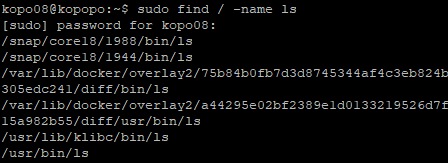 kopo08@kopopo:~$ sudo find / -name ls
[sudo] password for kopo08:
/snap/core18/1988/bin/ls
/snap/core18/1944/bin/ls
/var/lib/docker/overlay2/75b84b0fb7d3d8745344af4c3eb824b
305edc241/diff/bin/ls
/var/lib/docker/overlay2/a44295e02bf2389e1d0133219526d7f
15a982b55/diff/usr/bin/ls
/usr/lib/klibc/bin/ls
/usr/bin/ls